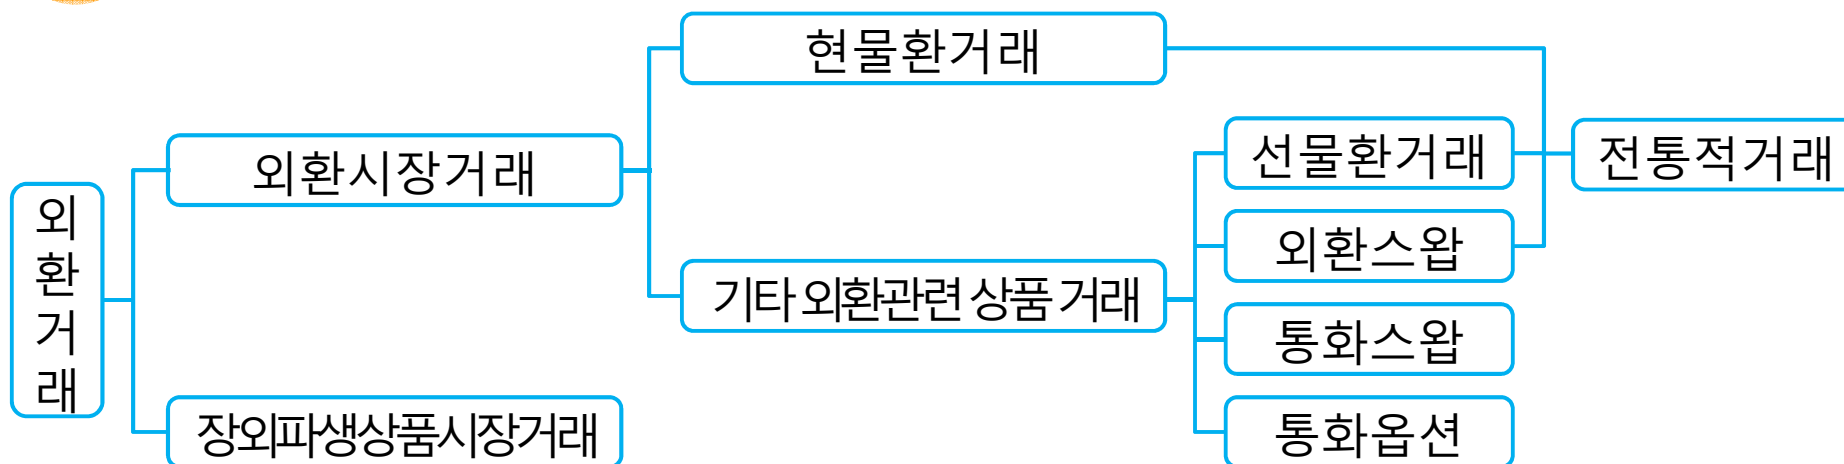 현물환거래
외환시장거래
선물환거래
전통적거래
외환거래
외환스왑
기타 외환관련 상품 거래
통화스왑
장외파생상품시장거래
통화옵션